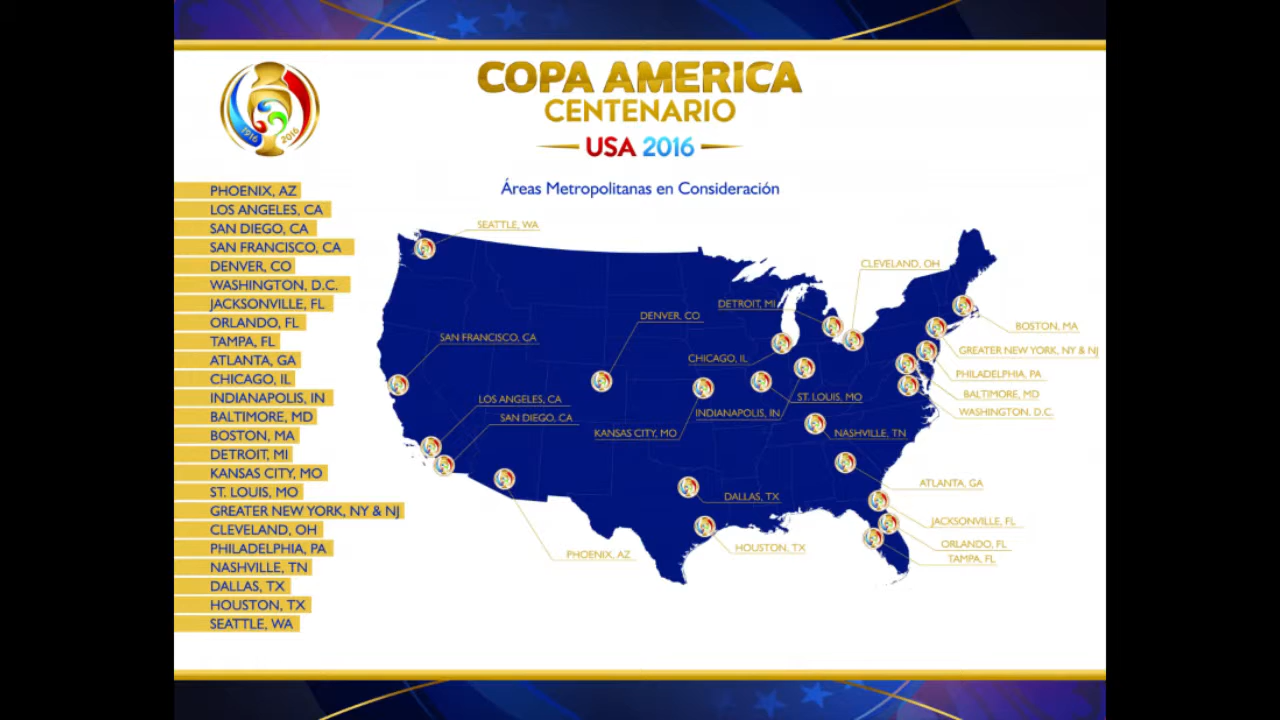 COPA AMERICA
CENTENARIO
USA 2016
1916
2016
Áreas Metropolitanas en Consideración
PHOENIX, AZ
LOS ANGELES, CA
SAN DIEGO, CA
SAN FRANCISCO, CA
DENVER, CO
WASHINGTON, D.C.
JACKSONVILLE, FL
ORLANDO, FL
TAMPA, FL
ATLANTA, GA
CHICAGO, IL
INDIANAPOLIS, IN
BALTIMORE, MD
BOSTON, MA
DETROIT, MI
KANSAS CITY, MO
ST. LOUIS, MO
GREATER NEW YORK, NY & NJ
CLEVELAND, OH
PHILADELPHIA, PA
NASHVILLE, TN
DALLAS, TX
HOUSTON, TX
SEATTLE, WA
SEATTLE, WA
CLEVELAND, OH
DETROIT, MI
DENVER, CO
BOSTON, MA
SAN FRANCISCO, CA
GREATER NEW YORK, NY & NJ
CHICAGO, IL
PHILADELPHIA, PA
BALTIMORE, MD
LOS ANGELES, CA
ST. LOUIS, MO
WASHINGTON, D.C.
INDIANAPOLIS, IN
SAN DIEGO, CA
KANSAS CITY, MO
NASHVILLE, TN
ATLANTA, GA
DALLAS, TX
JACKSONVILLE, FL
ORLANDO, FL
HOUSTON, TX
PHOENIX, AZ
TAMPA, FL